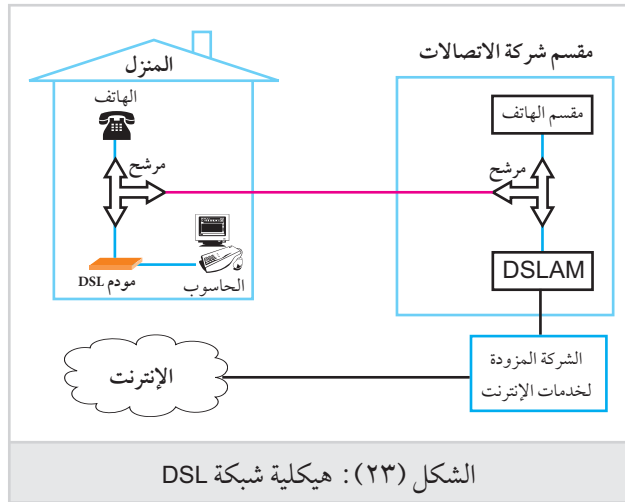 مقسم شركة الاتصالات
المنزل
الهاتف
مقسم الهاتف
مرشح
مرشح
DSLAM
مودم DSL
الحاسوب
الشركة المزودة
لخدمات الإنترنت
الإنترنت
الشكل (٢٣): هيكلية شبكة DSL